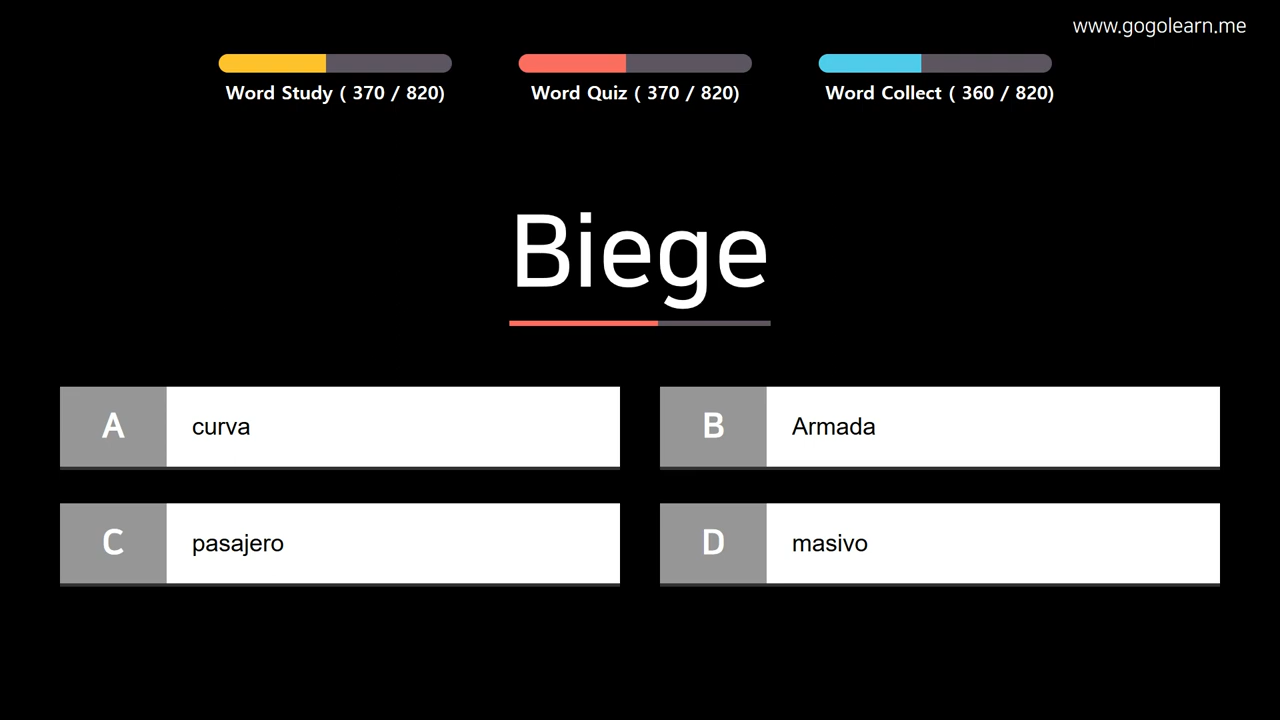 www.gogolearn.me
Word Study ( 370 / 820)
Word Quiz ( 370 / 820)
Word Collect ( 360 / 820)
Biege
A curva
B Armada
C pasajero
D masivo